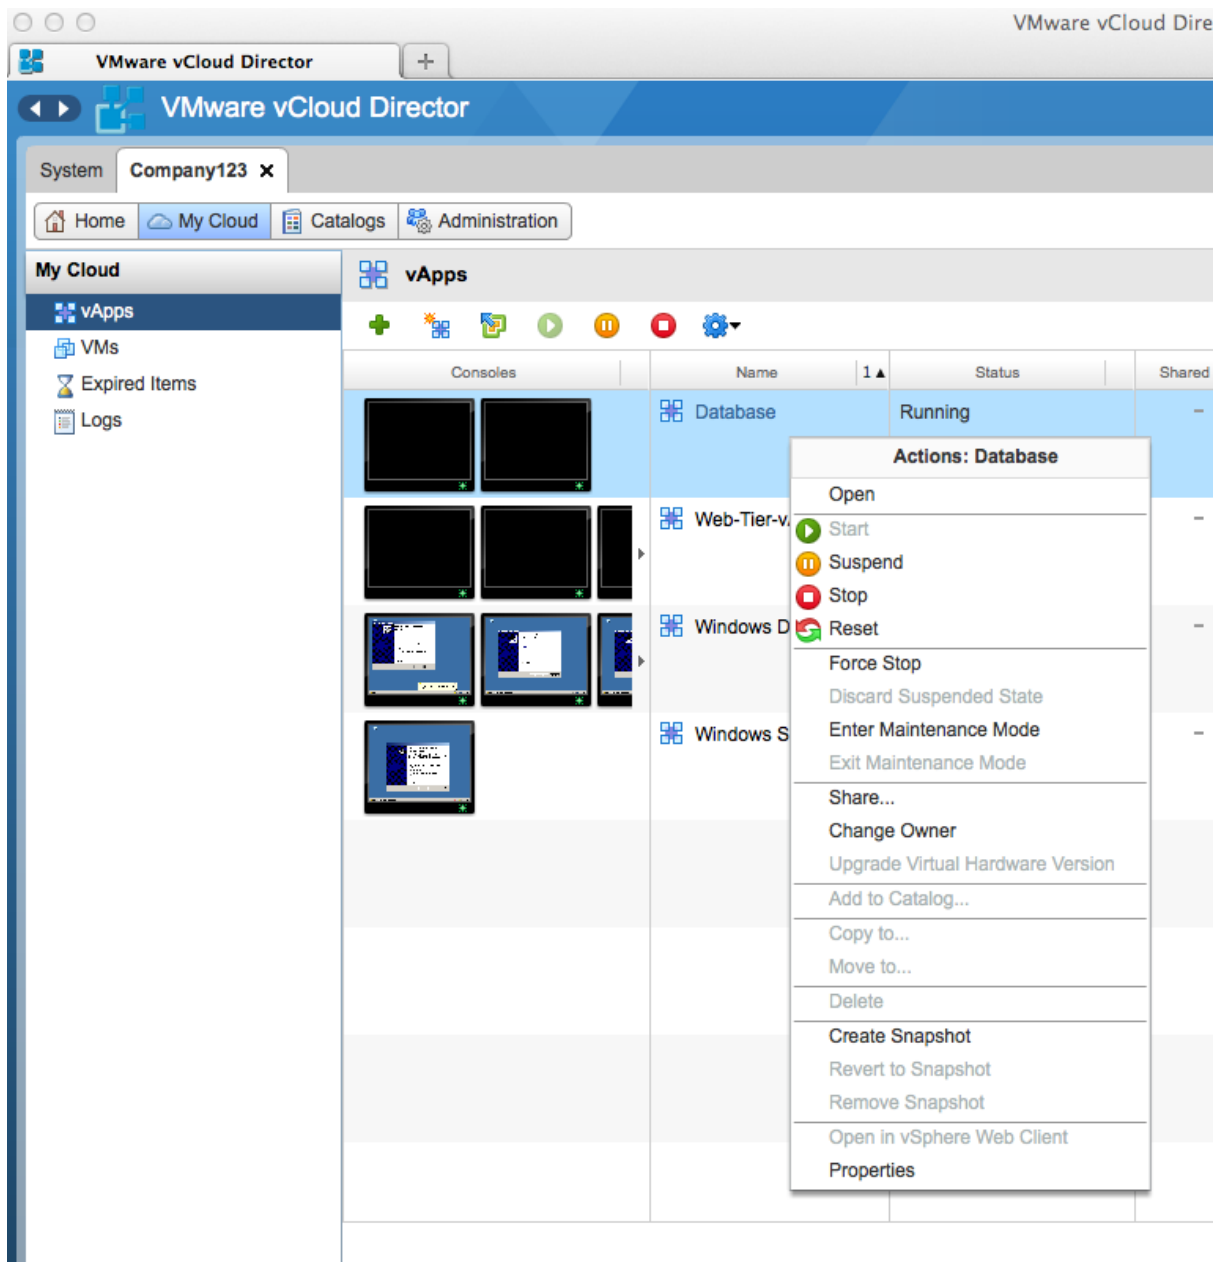 VMware vCloud Dire
VMware vCloud Director
VMware vCloud Director
System Company123
Home My Cloud Catalogs Administration
My Cloud
vApps
VMs
Expired Items
Logs
vApps
Consoles Name 1 Status Shared
Database Running
Web-Tier-v
Windows D
Windows S
Actions: Database
Open
Start
Suspend
Stop
Reset
Force Stop
Discard Suspended State
Enter Maintenance Mode
Exit Maintenance Mode
Share...
Change Owner
Upgrade Virtual Hardware Version
Add to Catalog...
Copy to...
Move to...
Delete
Create Snapshot
Revert to Snapshot
Remove Snapshot
Open in vSphere Web Client
Properties